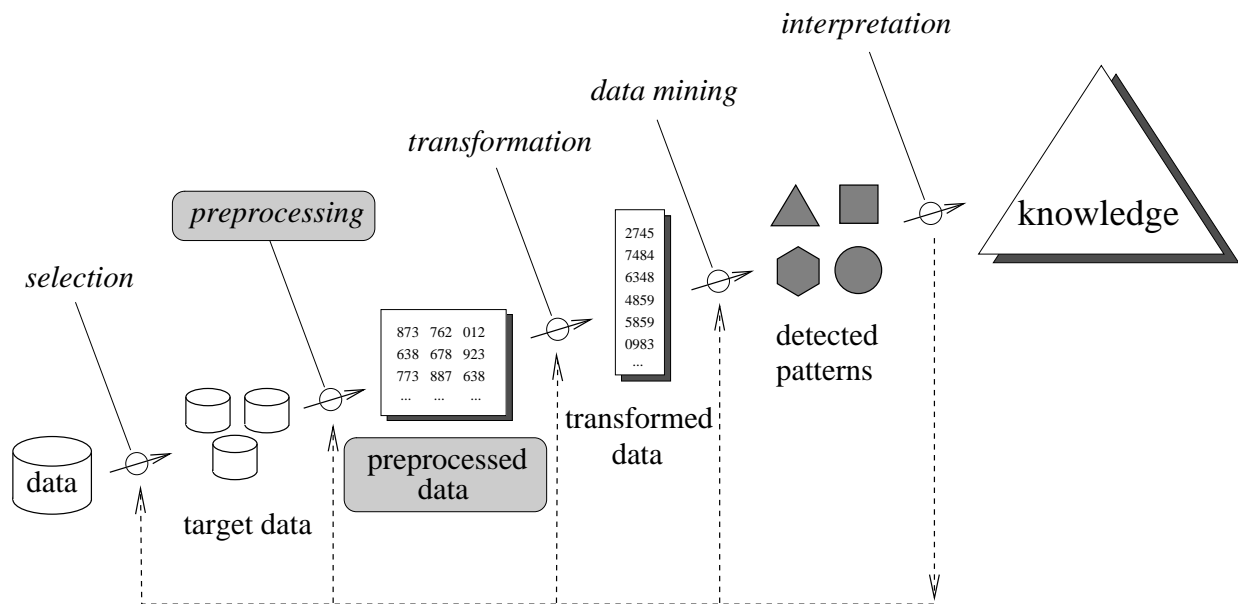 interpretation
data mining
transformation
preprocessing
selection
knowledge
2745
7484
6348
4859
5859
0983
...
873 762 012
638 678 923
773 887 638
... ... ...
detected
patterns
transformed
data
preprocessed
data
data
target data